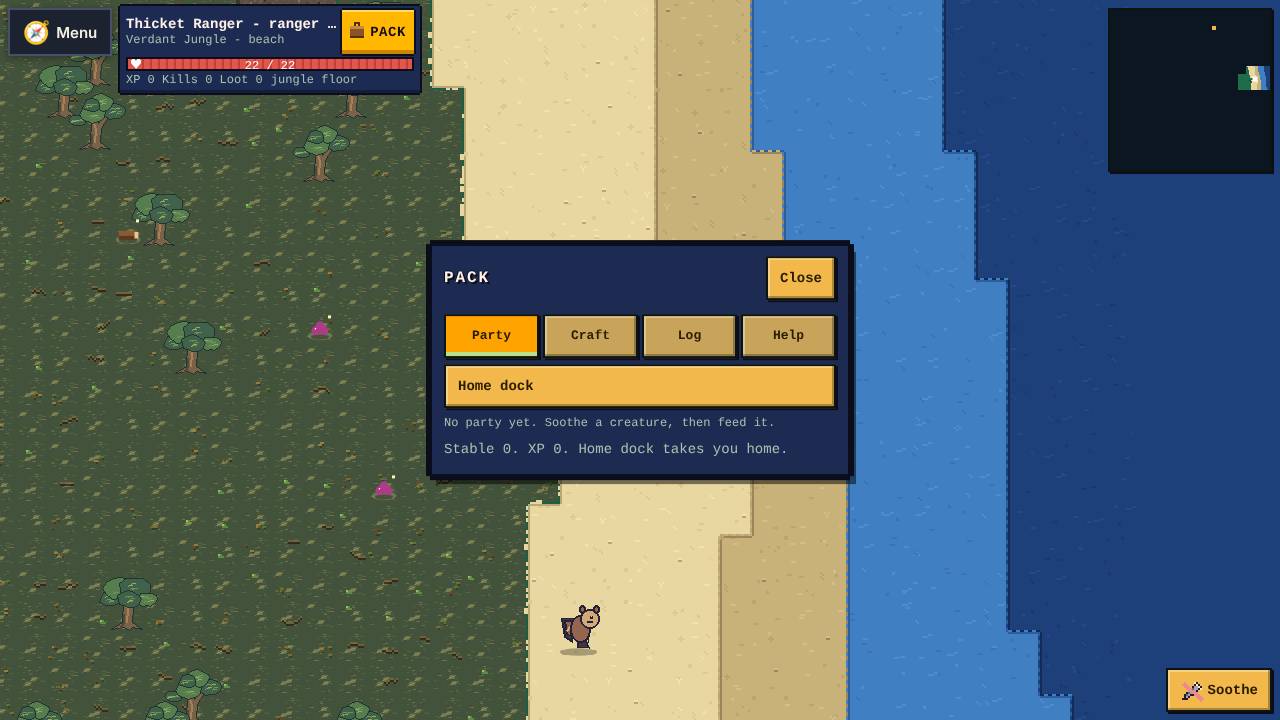 Menu
Thicket Ranger - ranger …
Verdant Jungle - beach
PACK
22 / 22
XP 0 Kills 0 Loot 0 jungle floor
PACK
Close
Party
Craft
Log
Help
Home dock
No party yet. Soothe a creature, then feed it.
Stable 0. XP 0. Home dock takes you home.
Soothe